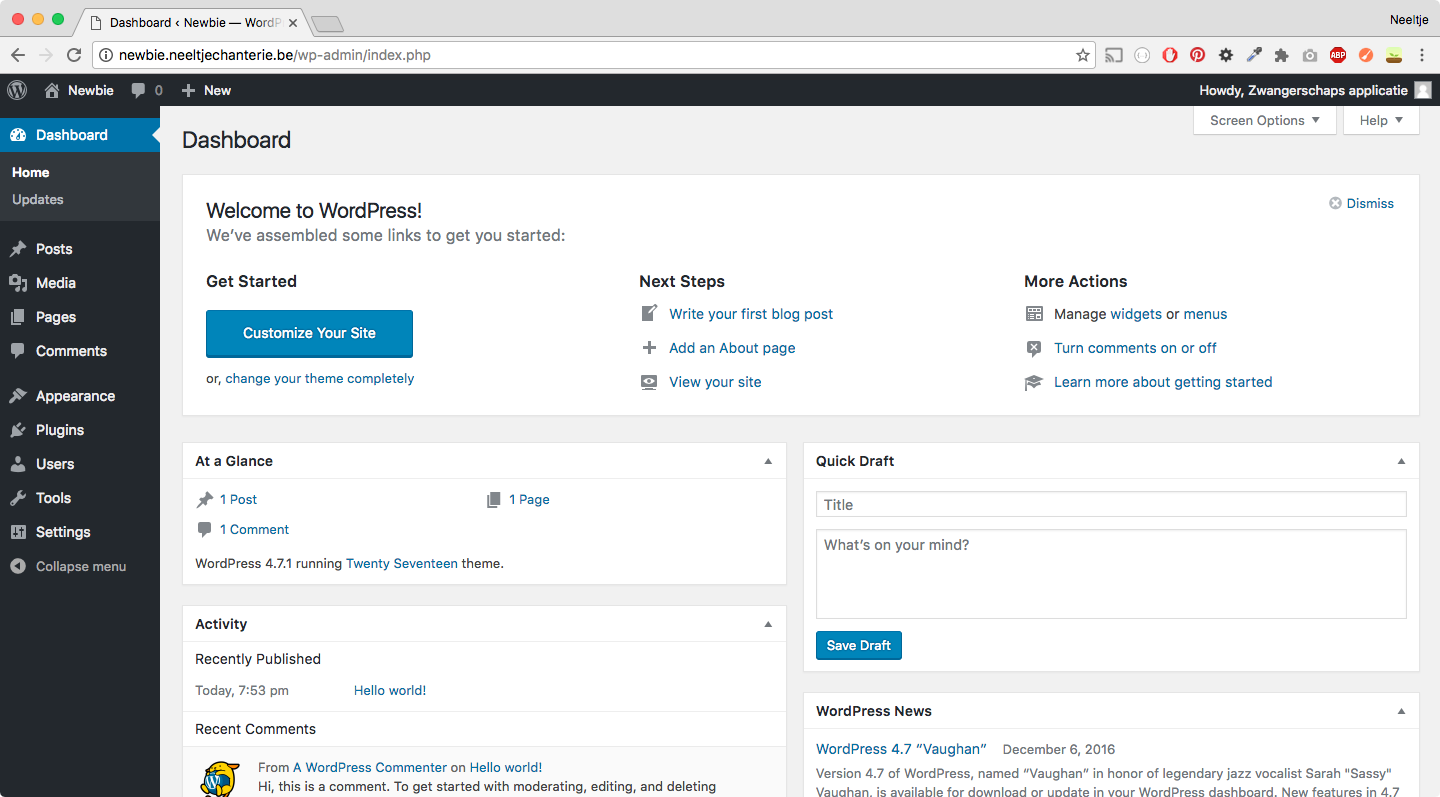 Dashboard ‹ Newbie — WordP
Neeltje
newbie.neeltjechanterie.be/wp-admin/index.php
ABP
Newbie
0
New
Howdy, Zwangerschaps applicatie
Dashboard
Home
Updates
Posts
Media
Pages
Comments
Appearance
Plugins
Users
Tools
Settings
Collapse menu
Screen Options
Help
Dashboard
Welcome to WordPress!
We’ve assembled some links to get you started:
Dismiss
Get Started
Customize Your Site
or, change your theme completely
Next Steps
Write your first blog post
Add an About page
View your site
More Actions
Manage widgets or menus
Turn comments on or off
Learn more about getting started
At a Glance
1 Post
1 Page
1 Comment
WordPress 4.7.1 running Twenty Seventeen theme.
Activity
Recently Published
Today, 7:53 pm
Hello world!
Recent Comments
From A WordPress Commenter on Hello world!
Hi, this is a comment. To get started with moderating, editing, and deleting
Quick Draft
Title
What’s on your mind?
Save Draft
WordPress News
WordPress 4.7 “Vaughan”
December 6, 2016
Version 4.7 of WordPress, named “Vaughan” in honor of legendary jazz vocalist Sarah "Sassy"
Vaughan, is available for download or update in your WordPress dashboard. New features in 4.7